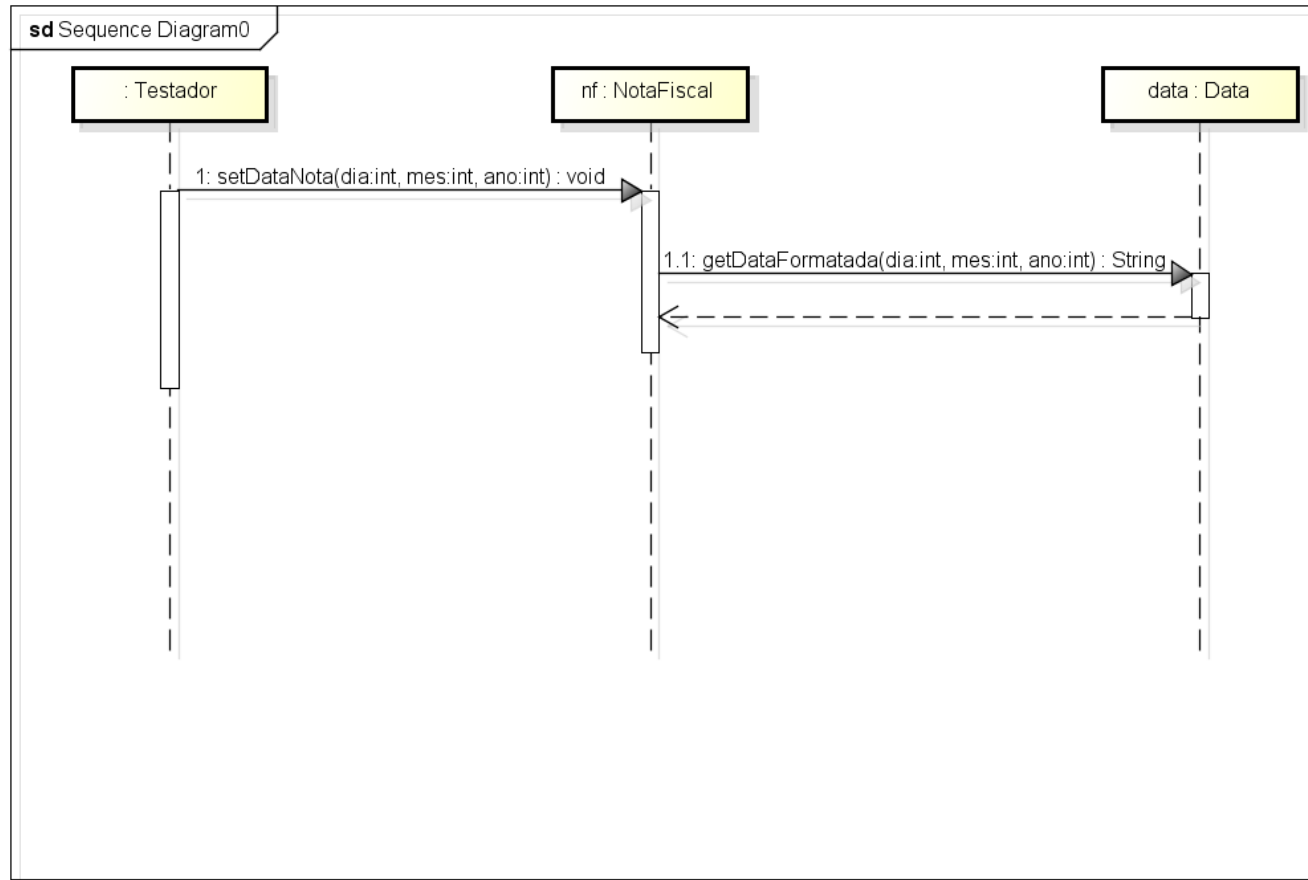 sd Sequence Diagram0
: Testador
nf : NotaFiscal
data : Data
1: setDataNota(dia:int, mes:int, ano:int) : void
1.1: getDataFormatada(dia:int, mes:int, ano:int) : String